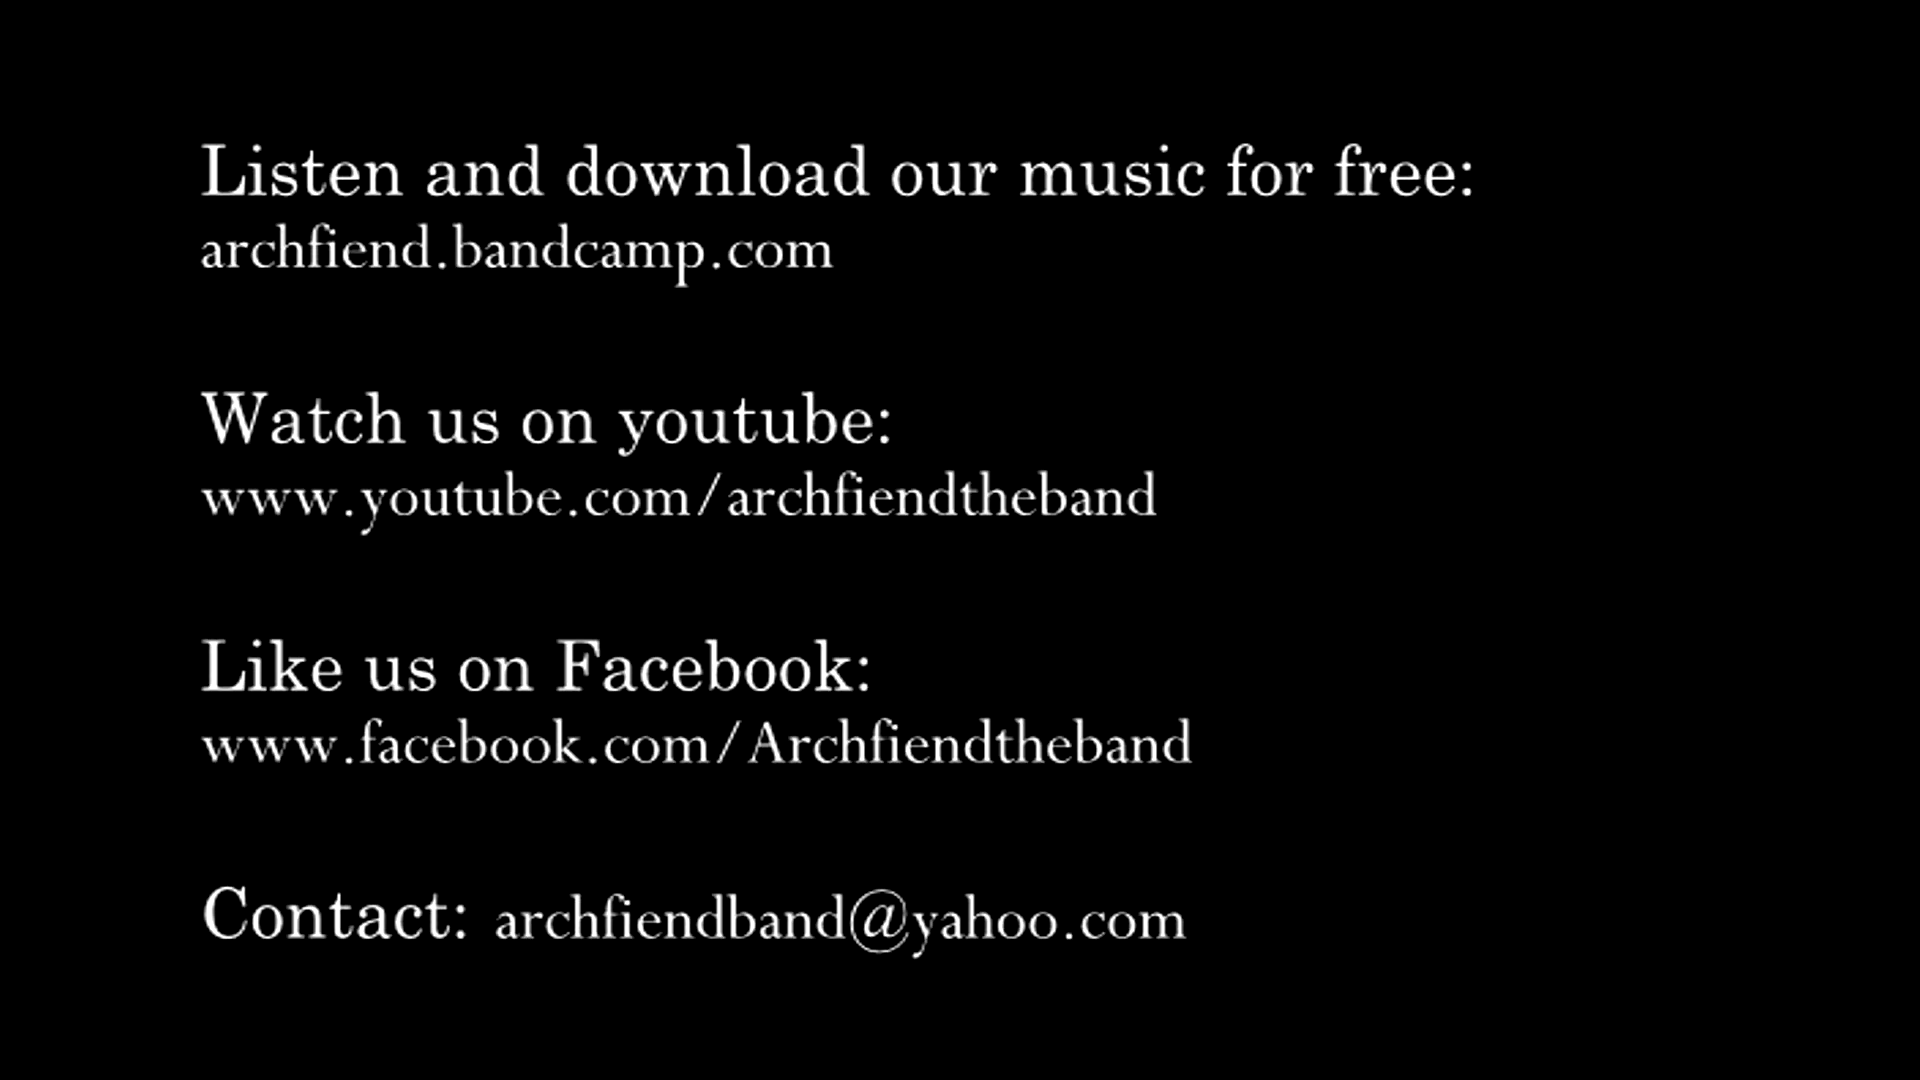 Listen and download our music for free:
archfiend.bandcamp.com
Watch us on youtube:
www.youtube.com/archfiendtheband
Like us on Facebook:
www.facebook.com/Archfiendtheband
Contact: archfiendband@yahoo.com